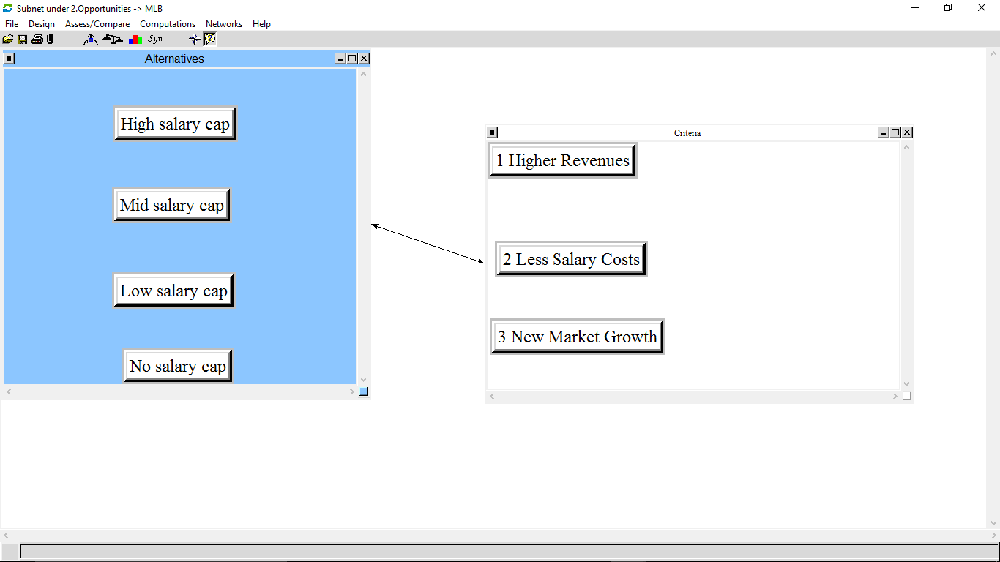 Subnet under 2.Opportunities -> MLB
File Design Assess/Compare Computations Networks Help
Syn
Alternatives
High salary cap
Mid salary cap
Low salary cap
No salary cap
Criteria
1 Higher Revenues
2 Less Salary Costs
3 New Market Growth